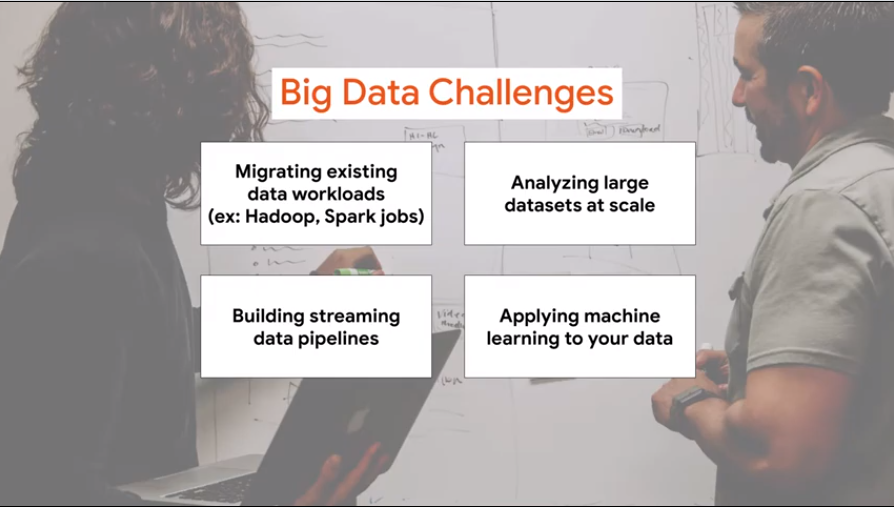 Big Data Challenges
Migrating existing
data workloads
(ex: Hadoop, Spark jobs)
Analyzing large
datasets at scale
Building streaming
data pipelines
Applying machine
learning to your data